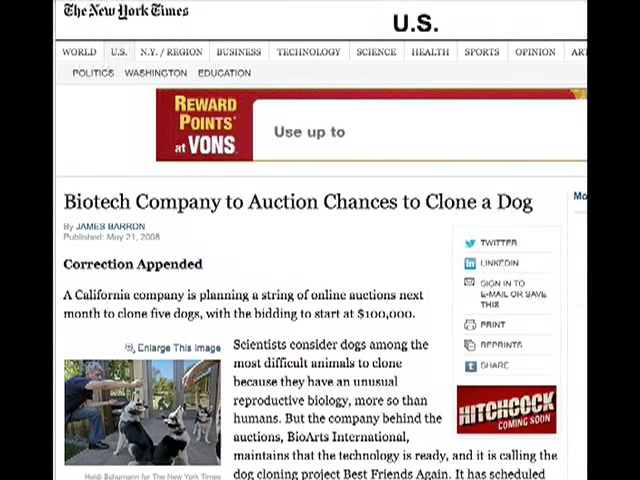 The New York Times
U.S.
WORLD U.S. N.Y. / REGION BUSINESS TECHNOLOGY SCIENCE HEALTH SPORTS OPINION
POLITICS WASHINGTON EDUCATION
REWARD
POINTS
at VONS
Use up to
Biotech Company to Auction Chances to Clone a Dog
Mo
By JAMES BARRON
Published: May 21, 2008
TWITTER
LINKEDIN
SIGN IN TO
E-MAIL OR SAVE
THIS
PRINT
REPRINTS
SHARE
Correction Appended
A California company is planning a string of online auctions next
month to clone five dogs, with the bidding to start at $100,000.
Enlarge This Image
Heidi Schumann for The New York Times
Scientists consider dogs among the
most difficult animals to clone
because they have an unusual
reproductive biology, more so than
humans. But the company behind the
auctions, BioArts International,
maintains that the technology is ready, and it is calling the
dog cloning project Best Friends Again. It has scheduled
HITCHCOCK
COMING SOON